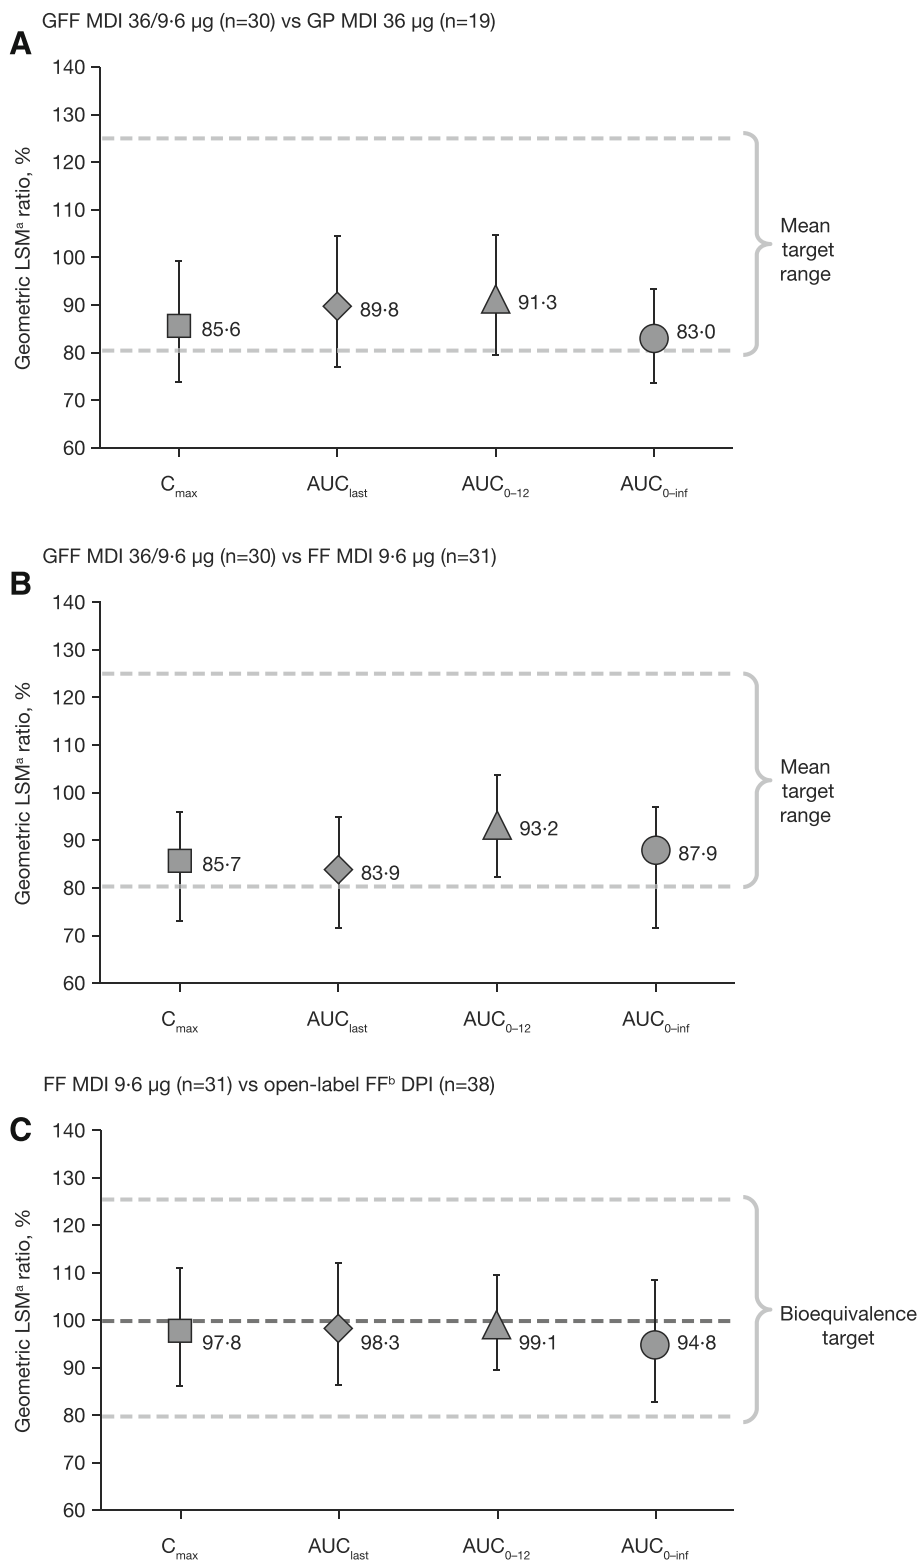 GFF MDI 36/9·6 µg (n=30) vs GP MDI 36 µg (n=19)
A
140
130
120
110
100
90
80
70
60
Geometric LSMª ratio, %
85·6
89·8
91·3
83·0
Mean
target
range
Cmax
AUClast
AUC0–12
AUC0–inf
GFF MDI 36/9·6 µg (n=30) vs FF MDI 9·6 µg (n=31)
B
140
130
120
110
100
90
80
70
60
Geometric LSMª ratio, %
85·7
83·9
93·2
87·9
Mean
target
range
Cmax
AUClast
AUC0–12
AUC0–inf
FF MDI 9·6 µg (n=31) vs open-label FFᵇ DPI (n=38)
C
140
130
120
110
100
90
80
70
60
Geometric LSMª ratio, %
97·8
98·3
99·1
94·8
Bioequivalence
target
Cmax
AUClast
AUC0–12
AUC0–inf